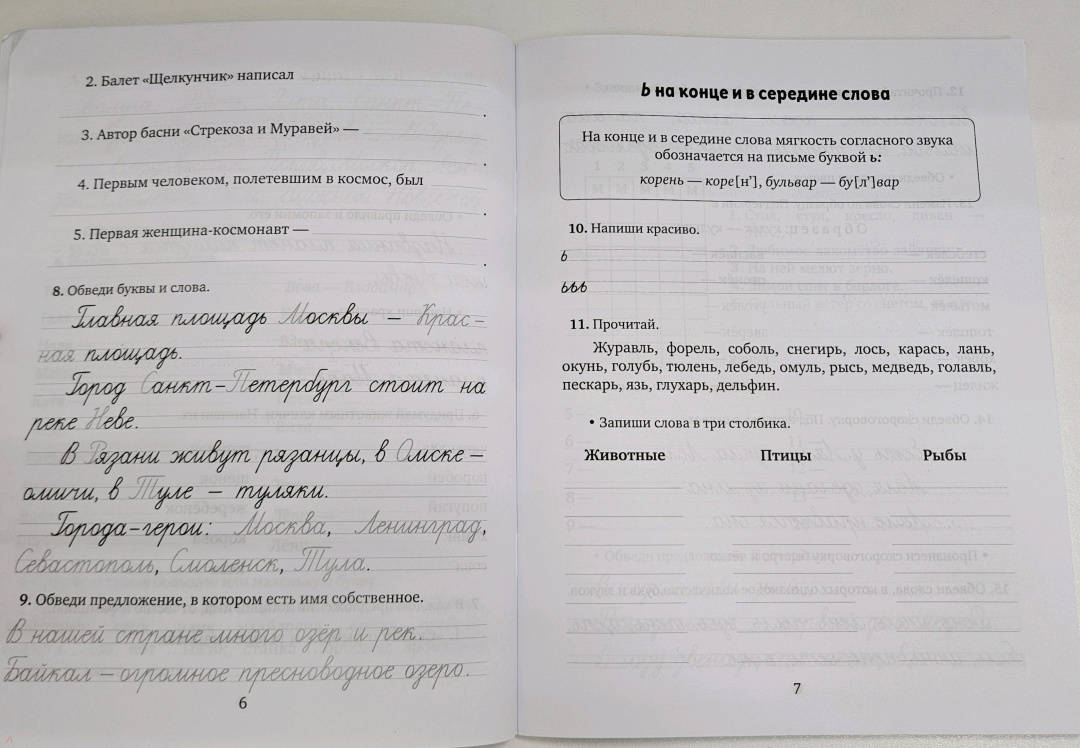 2. Балет «Щелкунчик» написал
.
3. Автор басни «Стрекоза и Муравей» —
.
4. Первым человеком, полетевшим в космос, был
.
5. Первая женщина-космонавт —
.
8. Обведи буквы и слова.
Главная площадь Москвы – Крас-
ная площадь.
Город Санкт-Петербург стоит на
реке Неве.
В Рязани живут рязанцы, в Омске –
омичи, в Туле – туляки.
Города-герои: Москва, Ленинград,
Севастополь, Смоленск, Тула.
9. Обведи предложение, в котором есть имя собственное.
В нашей стране много озёр и рек.
Байкал – огромное пресноводное озеро.
6
Ь на конце и в середине слова
На конце и в середине слова мягкость согласного звука
обозначается на письме буквой ь:
корень — коре[н’], бульвар — бу[л’]вар
10. Напиши красиво.
ь
ььь
11. Прочитай.
Журавль, форель, соболь, снегирь, лось, карась, лань,
окунь, голубь, тюлень, лебедь, омуль, рысь, медведь, голавль,
пескарь, язь, глухарь, дельфин.
• Запиши слова в три столбика.
Животные Птицы Рыбы
7